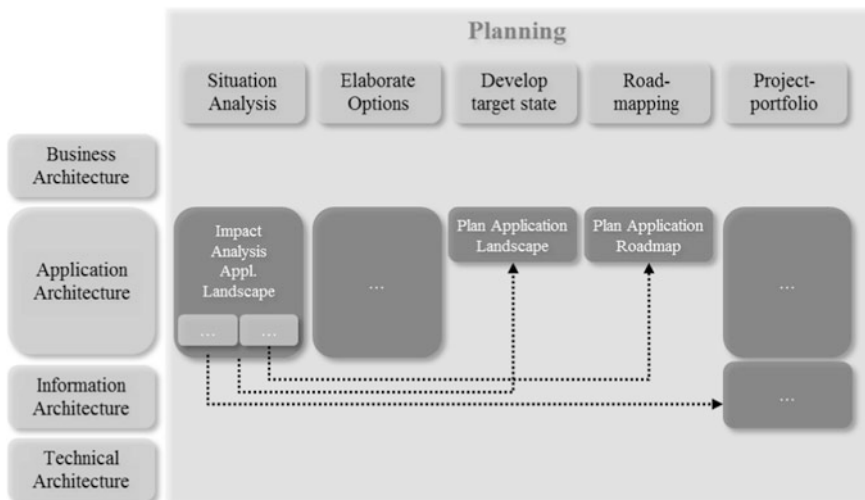 Planning
Situation
Analysis
Elaborate
Options
Develop
target state
Road-
mapping
Project-
portfolio
Business
Architecture
Application
Architecture
Impact
Analysis
Appl.
Landscape
...
...
...
Plan Application
Landscape
Plan Application
Roadmap
...
Information
Architecture
...
Technical
Architecture